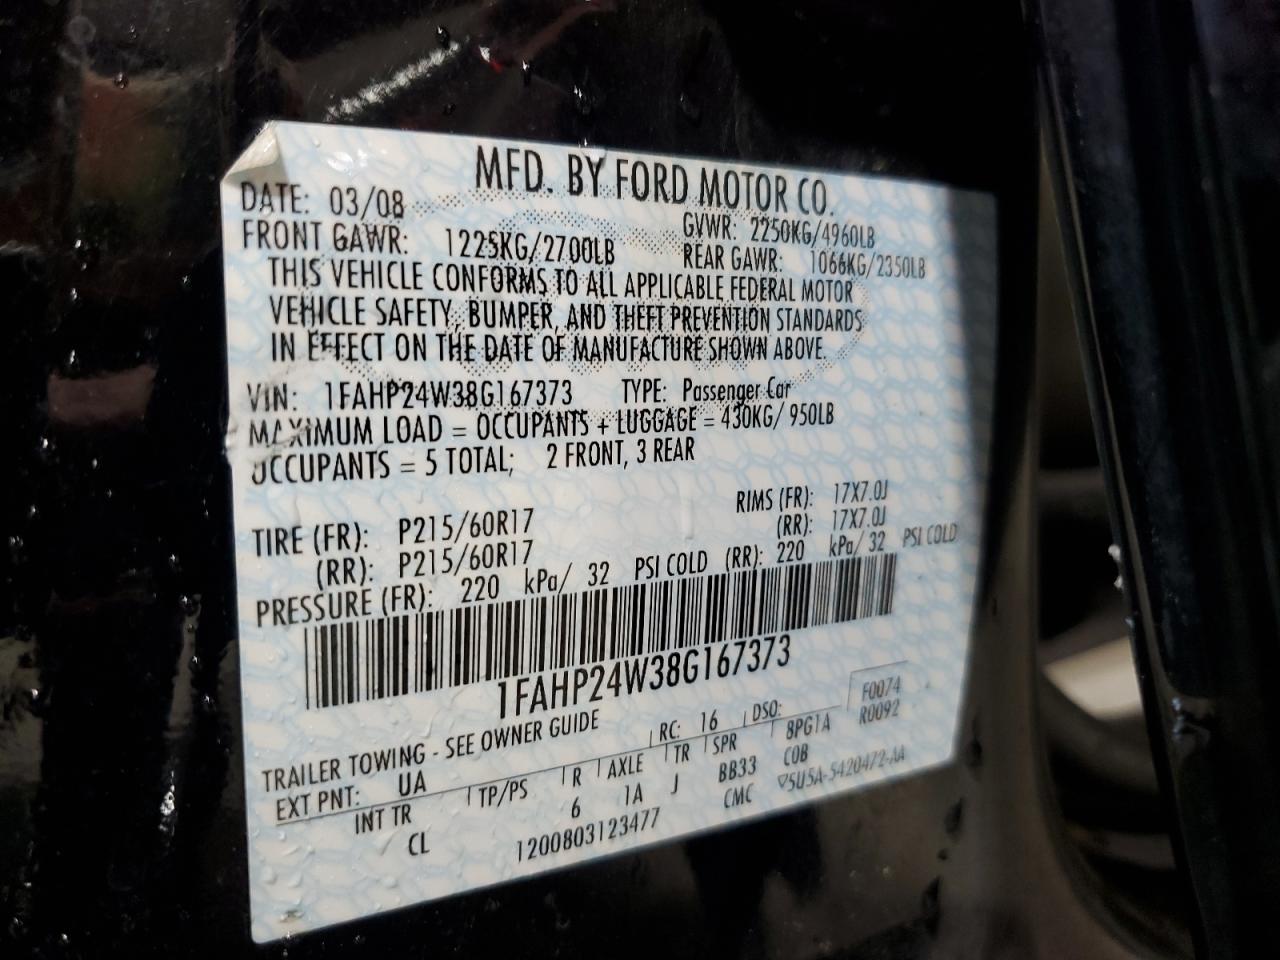 MFD. BY FORD MOTOR CO.
DATE: 03/08 GVWR: 2250KG/4960LB
FRONT GAWR: 1225KG/2700LB REAR GAWR: 1066KG/2350LB
THIS VEHICLE CONFORMS TO ALL APPLICABLE FEDERAL MOTOR
VEHICLE SAFETY, BUMPER, AND THEFT PREVENTION STANDARDS
IN EFFECT ON THE DATE OF MANUFACTURE SHOWN ABOVE.
VIN: 1FAHP24W38G167373 TYPE: Passenger Car
MAXIMUM LOAD = OCCUPANTS + LUGGAGE = 430KG/ 950LB
OCCUPANTS = 5 TOTAL; 2 FRONT, 3 REAR
TIRE (FR): P215/60R17 RIMS (FR): 17X7.0J
(RR): P215/60R17 (RR): 17X7.0J
PRESSURE (FR): 220 kPa/ 32 PSI COLD (RR): 220 kPa/ 32 PSI COLD
1FAHP24W38G167373
TRAILER TOWING - SEE OWNER GUIDE F0074
EXT PNT: UA RC: 16 DSO: R0092
INT TR TP/PS R AXLE TR SPR 8PG1A
CL 6 1A J BB33 COB
1200803123477 CMC ▽5U5A-5420472-AA